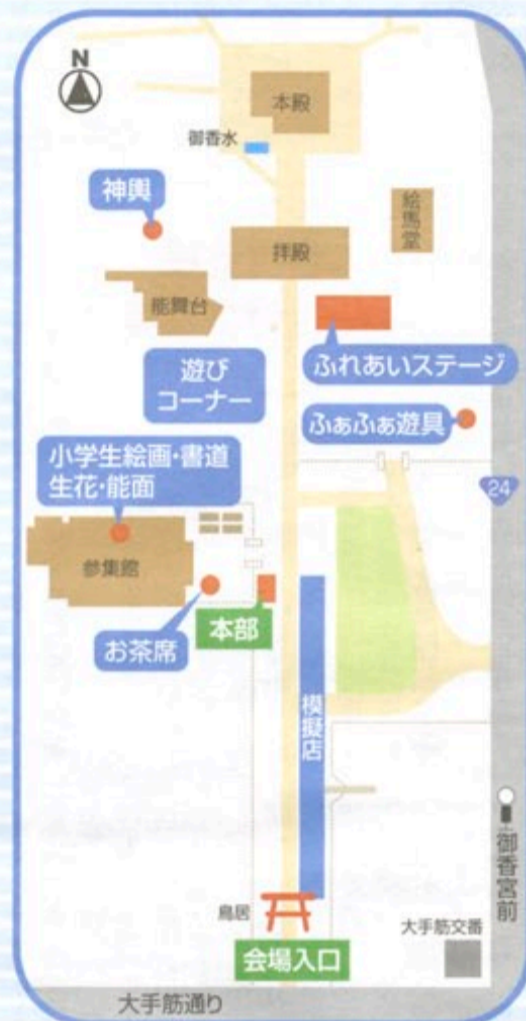 N
本殿
御香水
神輿
絵馬堂
拝殿
能舞台
ふれあいステージ
遊び
コーナー
ふぁふぁ遊具
小学生絵画・書道
生花・能面
24
参集館
お茶席
本部
模擬店
御香宮前
鳥居
大手筋交番
会場入口
大手筋通り